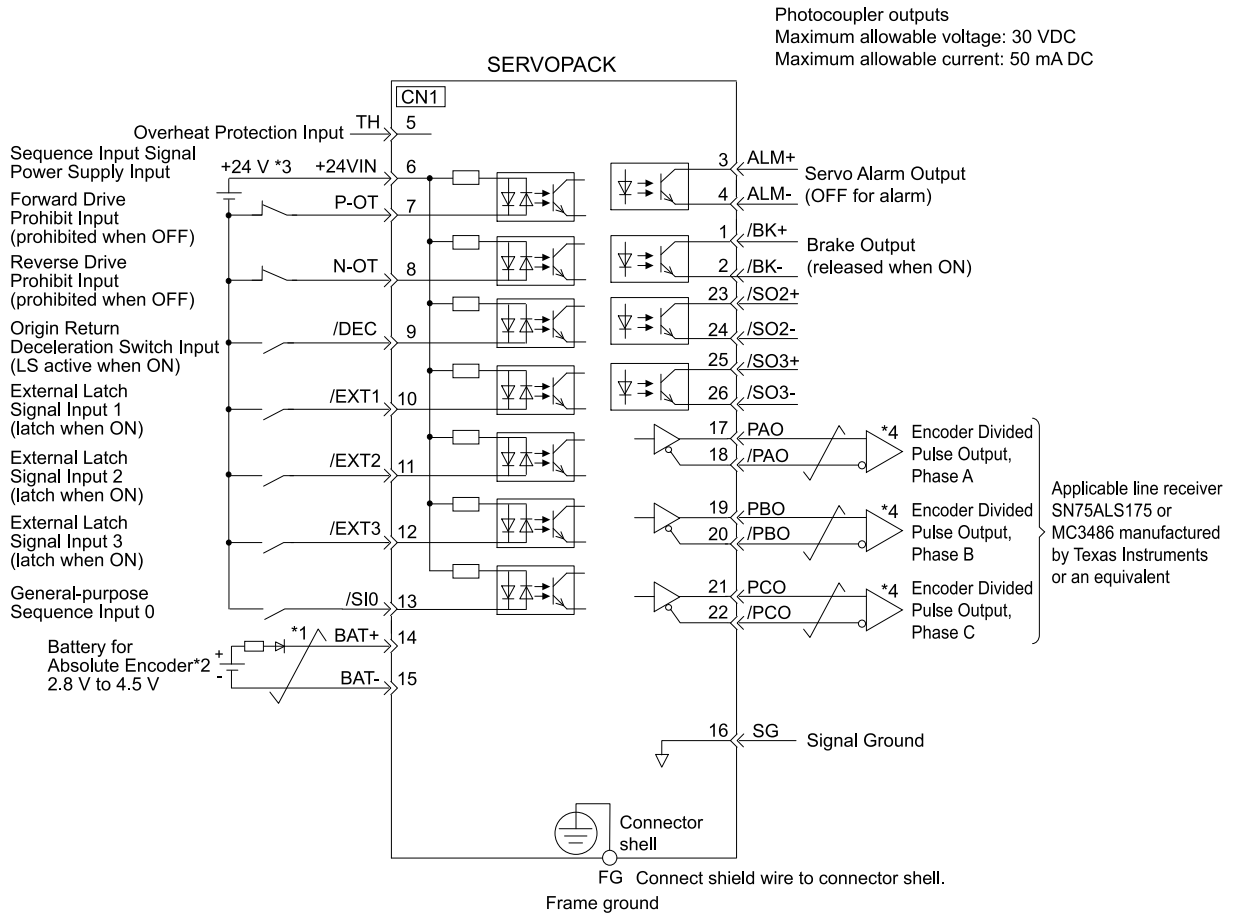 Photocoupler outputs
Maximum allowable voltage: 30 VDC
Maximum allowable current: 50 mA DC
SERVOPACK
CN1
Overheat Protection Input TH 5
Sequence Input Signal
Power Supply Input
+24 V *3 +24VIN 6
Forward Drive
Prohibit Input
(prohibited when OFF)
P-OT 7
Reverse Drive
Prohibit Input
(prohibited when OFF)
N-OT 8
Origin Return
Deceleration Switch Input
(LS active when ON)
/DEC 9
External Latch
Signal Input 1
(latch when ON)
/EXT1 10
External Latch
Signal Input 2
(latch when ON)
/EXT2 11
External Latch
Signal Input 3
(latch when ON)
/EXT3 12
General-purpose
Sequence Input 0
/SI0 13
Battery for
Absolute Encoder*2
2.8 V to 4.5 V
+
-
*1
BAT+ 14
BAT- 15
3 ALM+
4 ALM-
Servo Alarm Output
(OFF for alarm)
1 /BK+
2 /BK-
Brake Output
(released when ON)
23 /SO2+
24 /SO2-
25 /SO3+
26 /SO3-
17 PAO
18 /PAO
*4 Encoder Divided
Pulse Output,
Phase A
19 PBO
20 /PBO
*4 Encoder Divided
Pulse Output,
Phase B
21 PCO
22 /PCO
*4 Encoder Divided
Pulse Output,
Phase C
Applicable line receiver
SN75ALS175 or
MC3486 manufactured
by Texas Instruments
or an equivalent
16 SG Signal Ground
Connector
shell
FG Connect shield wire to connector shell.
Frame ground